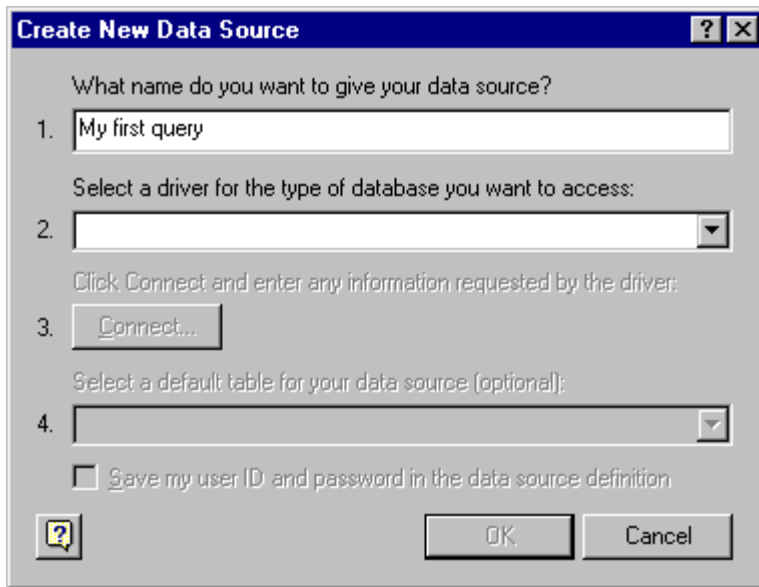 Create New Data Source
What name do you want to give your data source?
1. My first query
Select a driver for the type of database you want to access:
2.
Click Connect and enter any information requested by the driver:
3. Connect...
Select a default table for your data source (optional):
4.
Save my user ID and password in the data source definition
OK Cancel